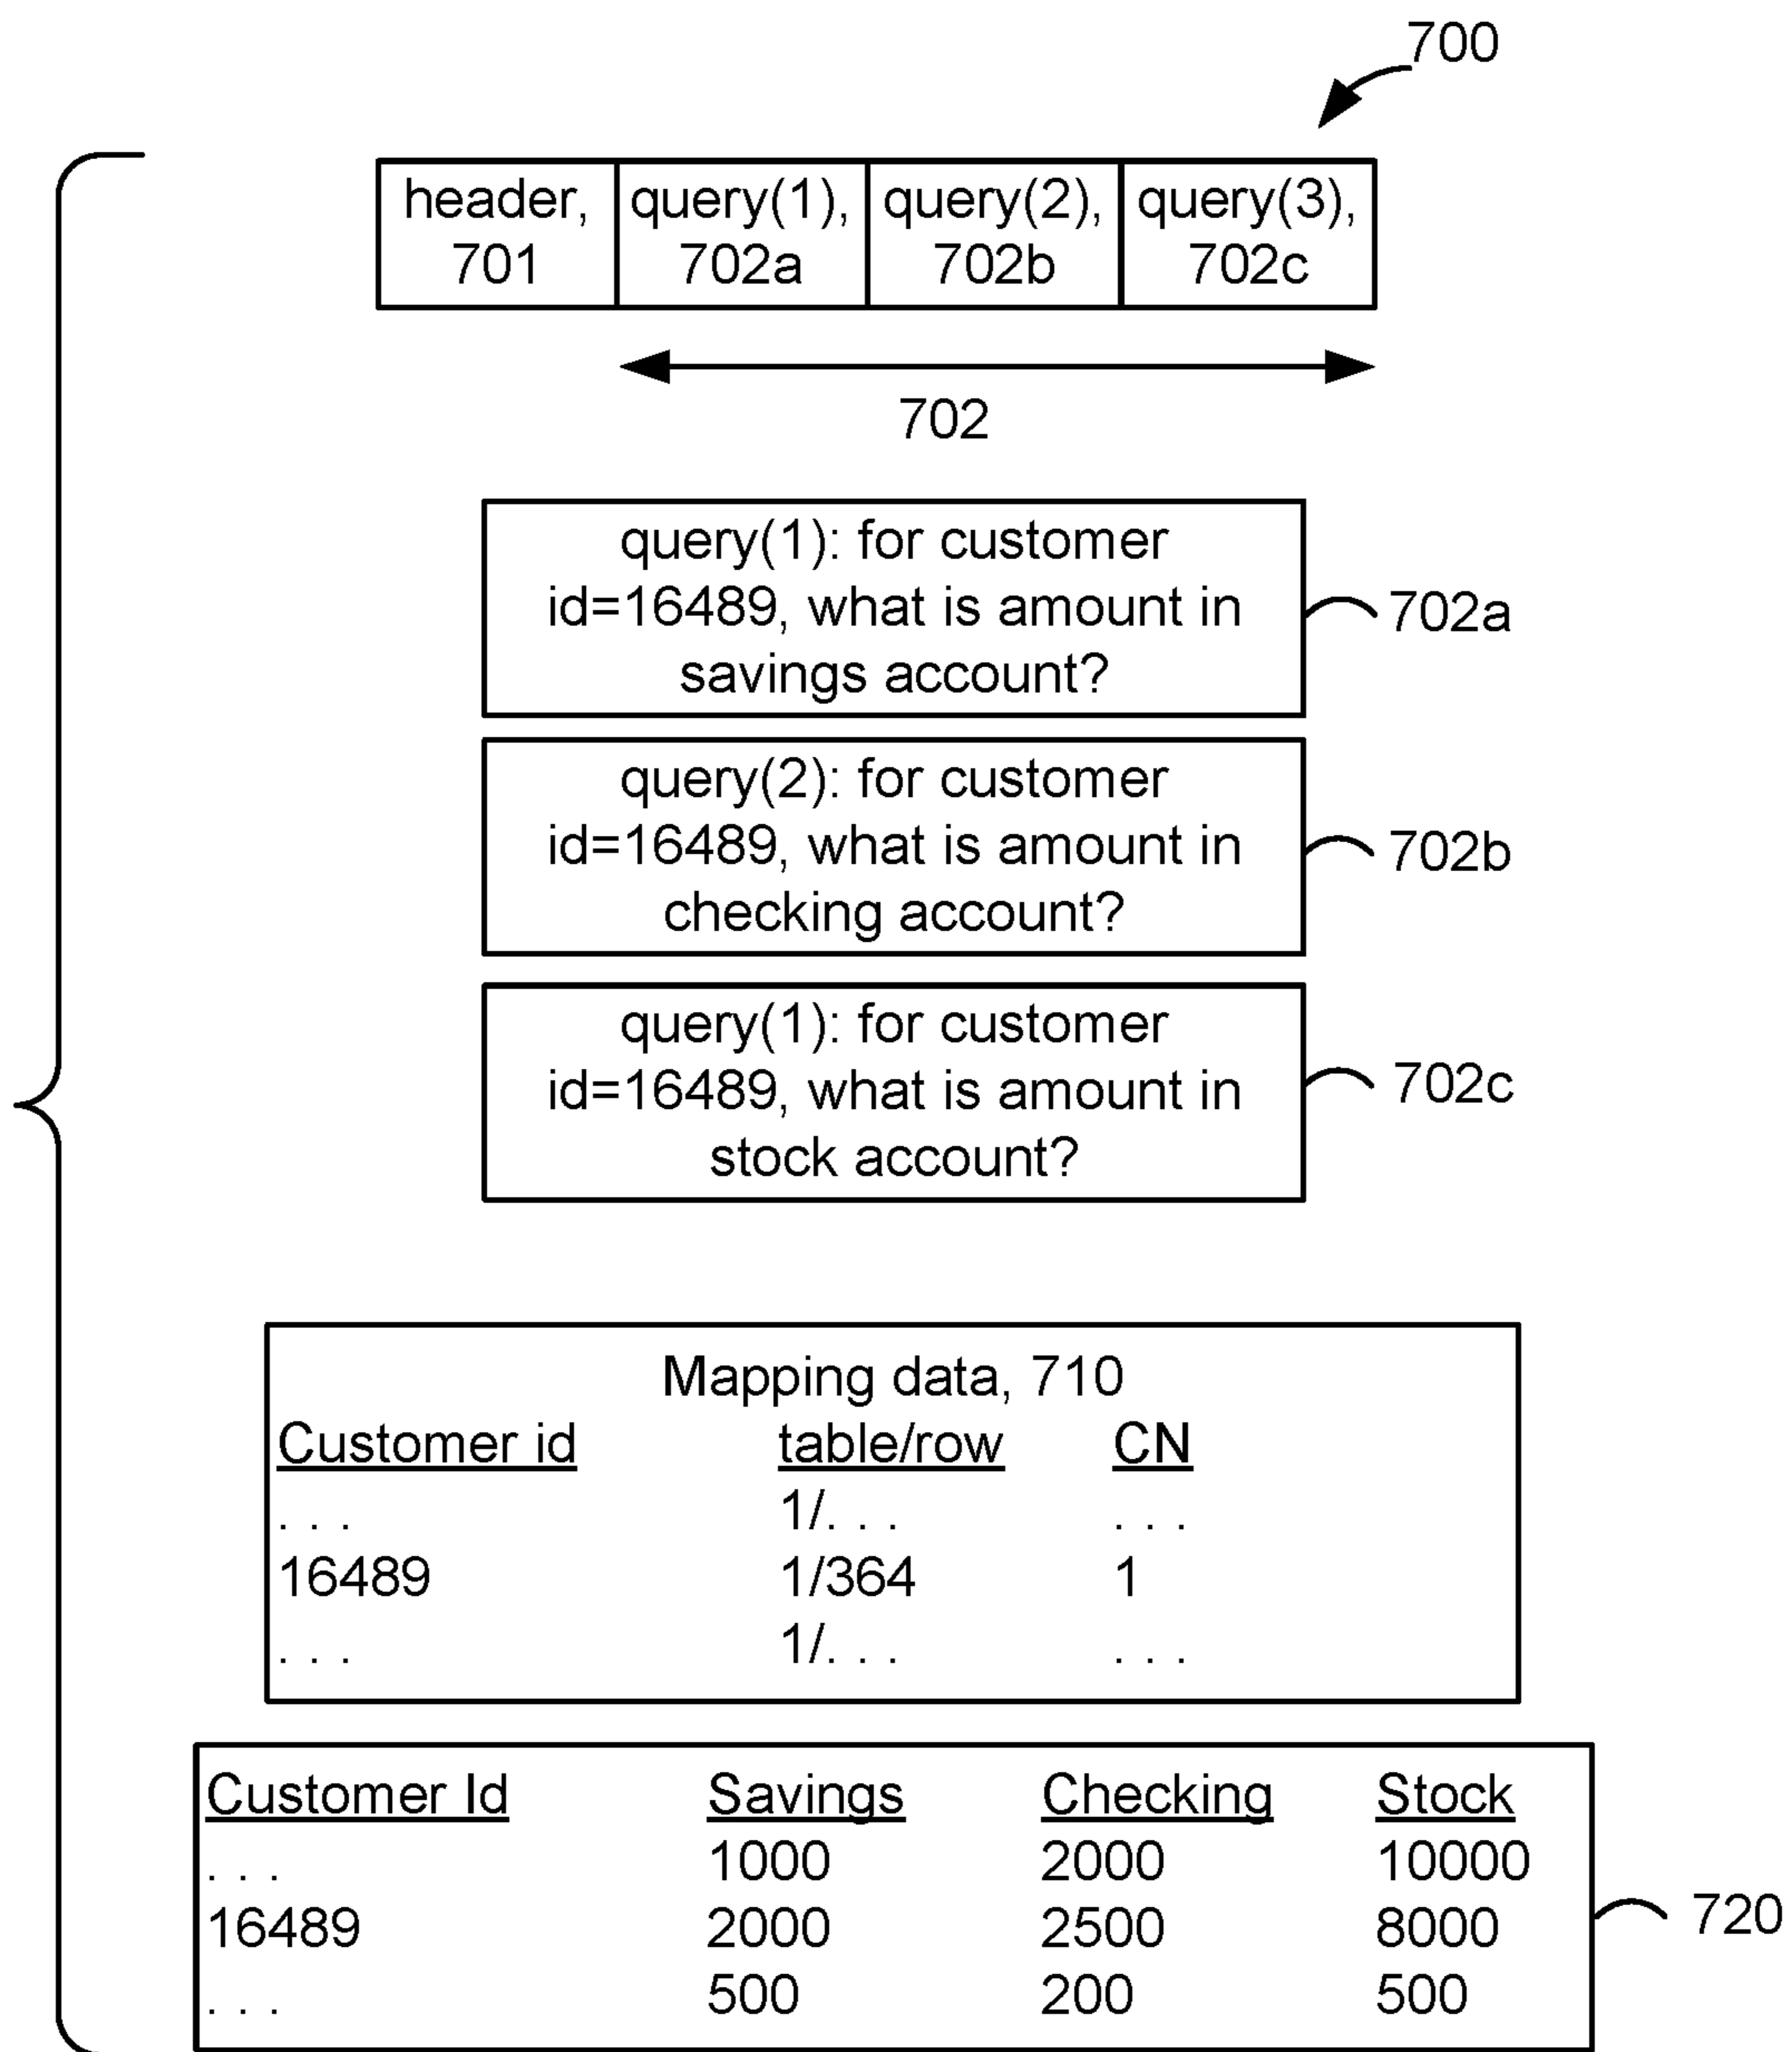 700
header, query(1), query(2), query(3),
701 702a 702b 702c
702
query(1): for customer
id=16489, what is amount in
savings account?
702a
query(2): for customer
id=16489, what is amount in
checking account?
702b
query(1): for customer
id=16489, what is amount in
stock account?
702c
Mapping data, 710
Customer id table/row CN
. . . 1/. . . . . .
16489 1/364 1
. . . 1/. . . . . .
Customer Id Savings Checking Stock
. . . 1000 2000 10000
16489 2000 2500 8000
. . . 500 200 500
720